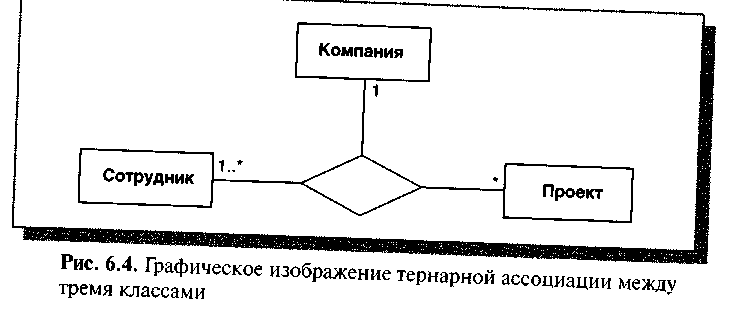 Компания
1
Сотрудник
1..*
*
Проект
Рис. 6.4. Графическое изображение тернарной ассоциации между
тремя классами